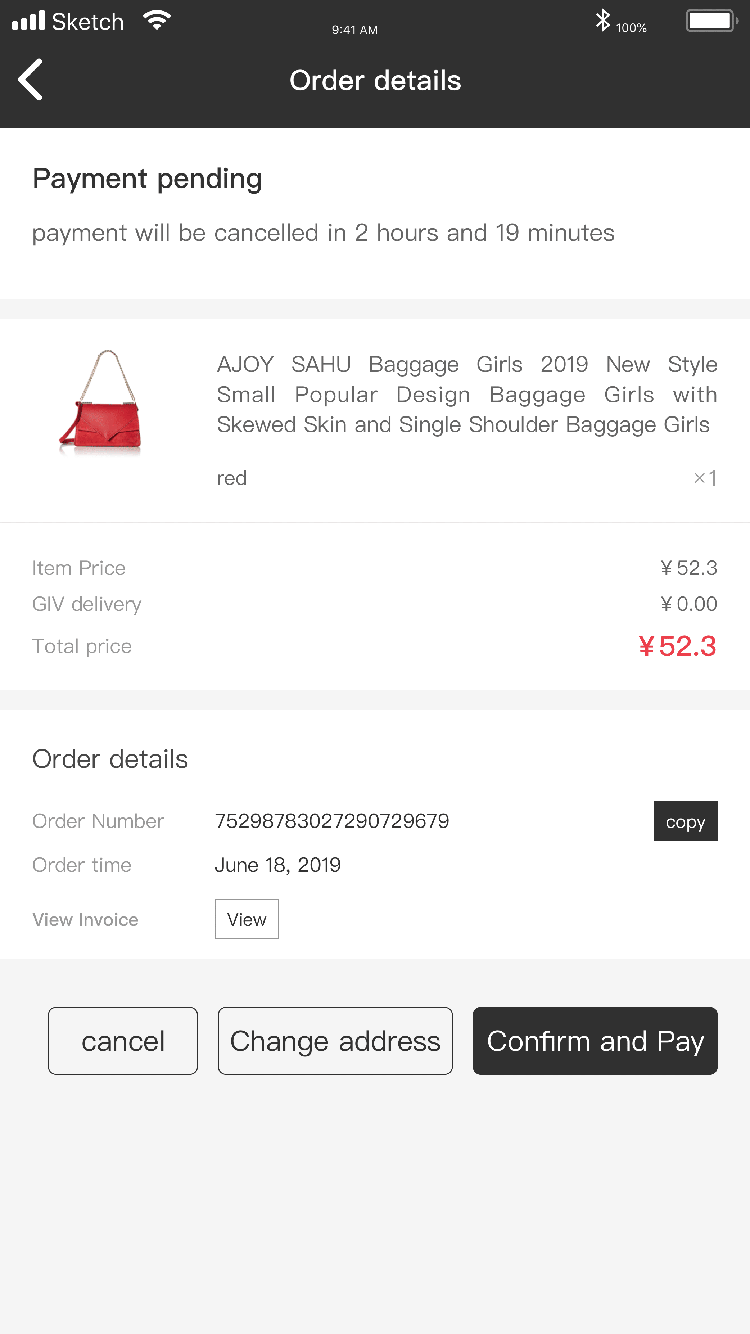 Sketch 9:41 AM 100%
Order details
Payment pending
payment will be cancelled in 2 hours and 19 minutes
AJOY SAHU Baggage Girls 2019 New Style
Small Popular Design Baggage Girls with
Skewed Skin and Single Shoulder Baggage Girls
red ×1
Item Price ¥52.3
GIV delivery ¥0.00
Total price ¥52.3
Order details
Order Number 75298783027290729679 copy
Order time June 18, 2019
View Invoice View
cancel Change address Confirm and Pay